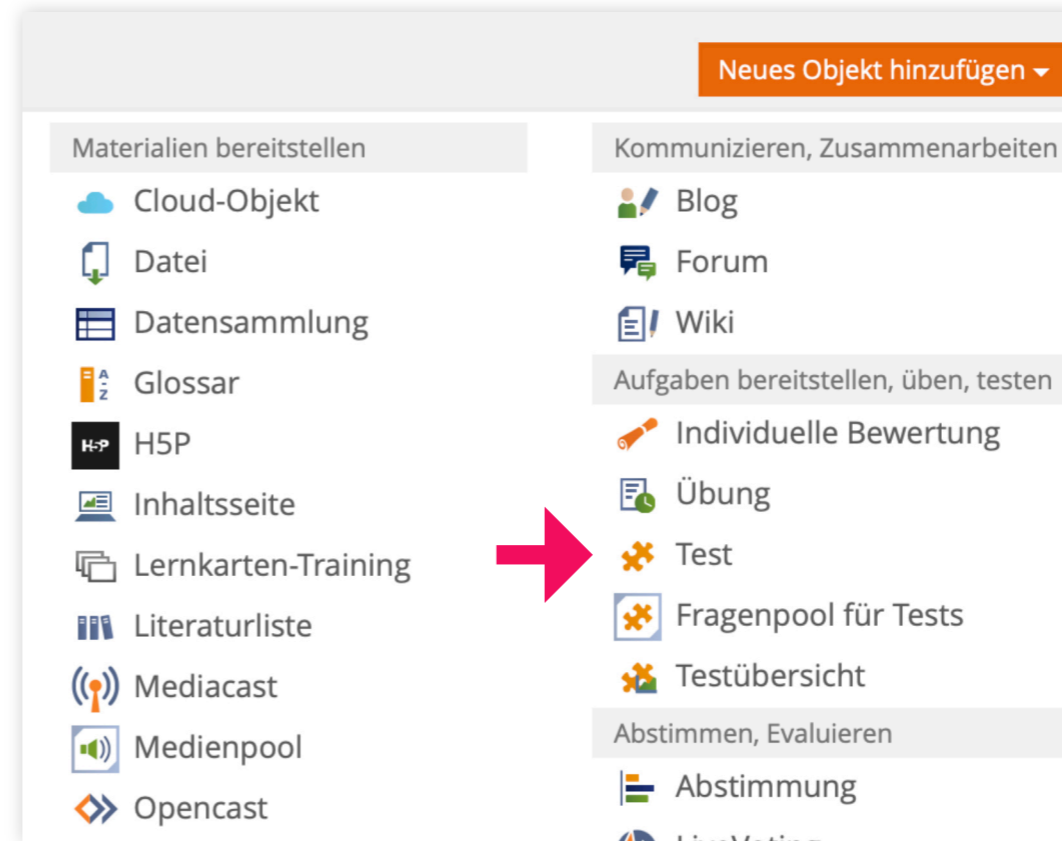 Neues Objekt hinzufügen
Materialien bereitstellen
Cloud-Objekt
Datei
Datensammlung
A-Z Glossar
H5P H5P
Inhaltsseite
Lernkarten-Training
Literaturliste
Mediacast
Medienpool
Opencast
Kommunizieren, Zusammenarbeiten
Blog
Forum
Wiki
Aufgaben bereitstellen, üben, testen
Individuelle Bewertung
Übung
Test
Fragenpool für Tests
Testübersicht
Abstimmen, Evaluieren
Abstimmung